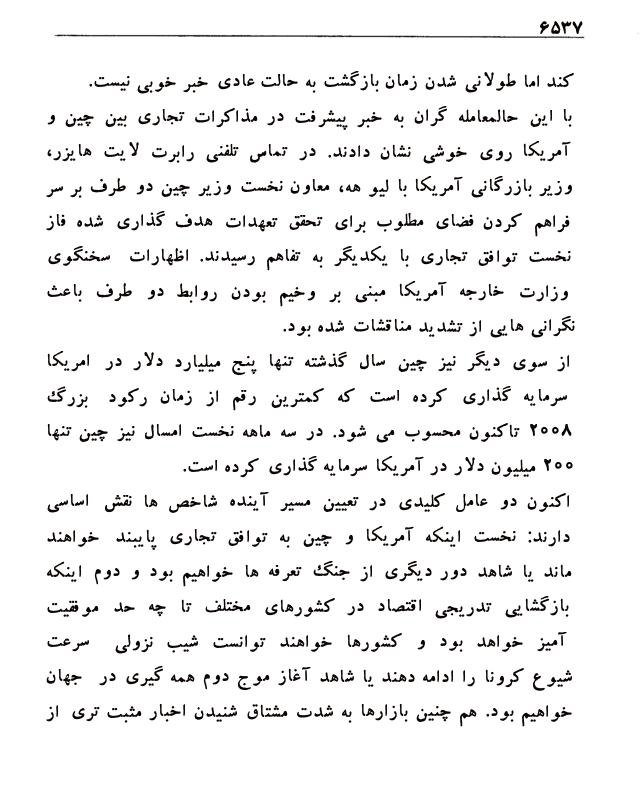 ۶۵۳۷
کند اما طولانی شدن زمان بازگشت به حالت عادی خبر خوبی نیست.
با این حالمعامله گران به خبر پیشرفت در مذاکرات تجاری بین چین و
آمریکا روی خوشی نشان دادند. در تماس تلفنی رابرت لایت هایزر،
وزیر بازرگانی آمریکا با لیو هه، معاون نخست وزیر چین دو طرف بر سر
فراهم کردن فضای مطلوب برای تحقق تعهدات هدف گذاری شده فاز
نخست توافق تجاری با یکدیگر به تفاهم رسیدند. اظهارات سخنگوی
وزارت خارجه آمریکا مبنی بر وخیم بودن روابط دو طرف باعث
نگرانی هایی از تشدید مناقشات شده بود.
از سوی دیگر نیز چین سال گذشته تنها پنج میلیارد دلار در امریکا
سرمایه گذاری کرده است که کمترین رقم از زمان رکود بزرگ
۲۰۰۸ تاکنون محسوب می شود. در سه ماهه نخست امسال نیز چین تنها
۲۰۰ میلیون دلار در آمریکا سرمایه گذاری کرده است.
اکنون دو عامل کلیدی در تعیین مسیر آینده شاخص ها نقش اساسی
دارند: نخست اینکه آمریکا و چین به توافق تجاری پایبند خواهند
ماند یا شاهد دور دیگری از جنگ تعرفه ها خواهیم بود و دوم اینکه
بازگشایی تدریجی اقتصاد در کشورهای مختلف تا چه حد موفقیت
آمیز خواهد بود و کشورها خواهند توانست شیب نزولی سرعت
شیوع کرونا را ادامه دهند یا شاهد آغاز موج دوم همه گیری در جهان
خواهیم بود. هم چنین بازارها به شدت مشتاق شنیدن اخبار مثبت تری از